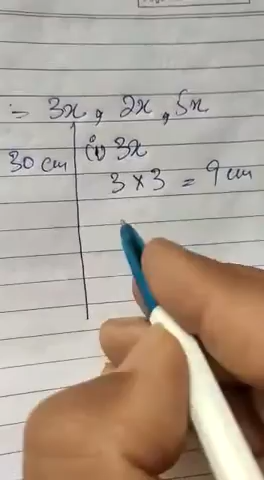 = 3x, 2x, 5x
30 cm (i) 3x
3 × 3 = 9 cm